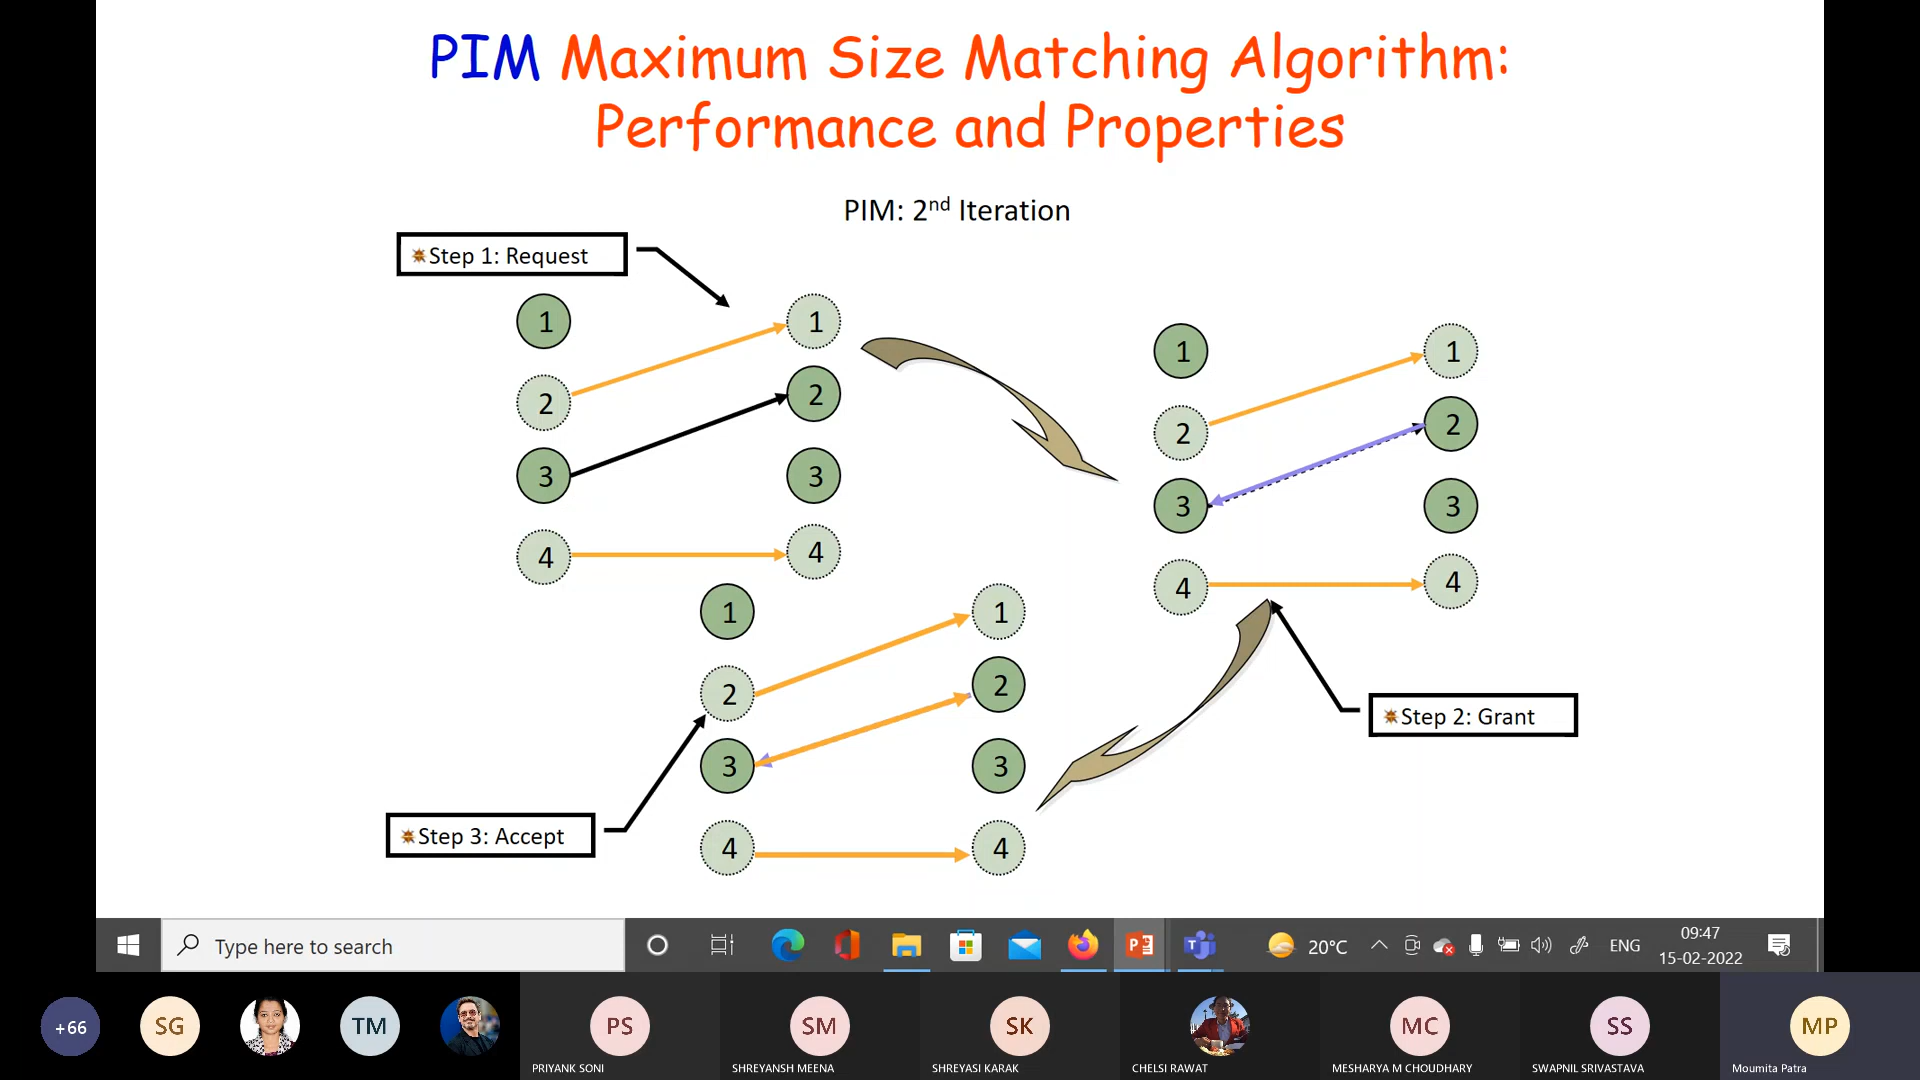 PIM Maximum Size Matching Algorithm:
Performance and Properties
PIM: 2nd Iteration
Step 1: Request
1
2
3
4
1
2
3
4
1
2
3
4
1
2
3
4
Step 2: Grant
1
2
3
4
1
2
3
4
Step 3: Accept
Type here to search
20°C
ENG
09:47
15-02-2022
+66
SG
TM
PS
PRIYANK SONI
SM
SHREYANSH MEENA
SK
SHREYASI KARAK
CHELSI RAWAT
MC
MESHARYA M CHOUDHARY
SS
SWAPNIL SRIVASTAVA
MP
Moumita Patra